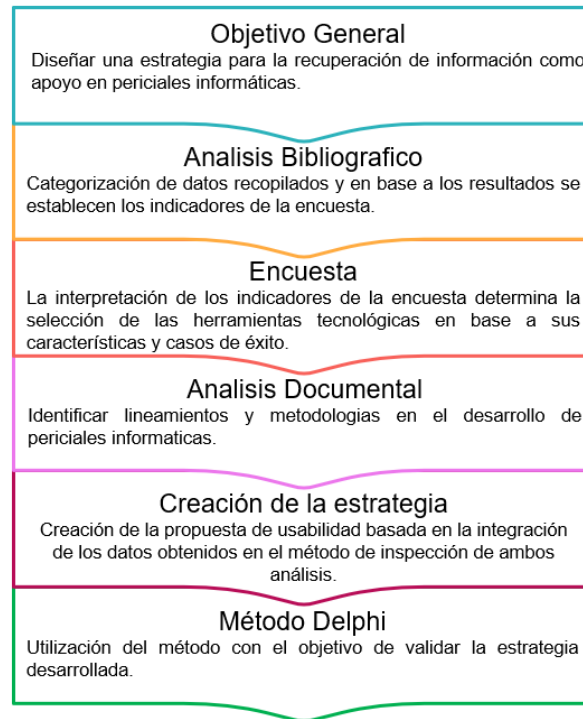 Objetivo General
Diseñar una estrategia para la recuperación de información como
apoyo en periciales informáticas.
Analisis Bibliografico
Categorización de datos recopilados y en base a los resultados se
establecen los indicadores de la encuesta.
Encuesta
La interpretación de los indicadores de la encuesta determina la
selección de las herramientas tecnológicas en base a sus
características y casos de éxito.
Analisis Documental
Identificar lineamientos y metodologias en el desarrollo de
periciales informaticas.
Creación de la estrategia
Creación de la propuesta de usabilidad basada en la integración
de los datos obtenidos en el método de inspección de ambos
análisis.
Método Delphi
Utilización del método con el objetivo de validar la estrategia
desarrollada.